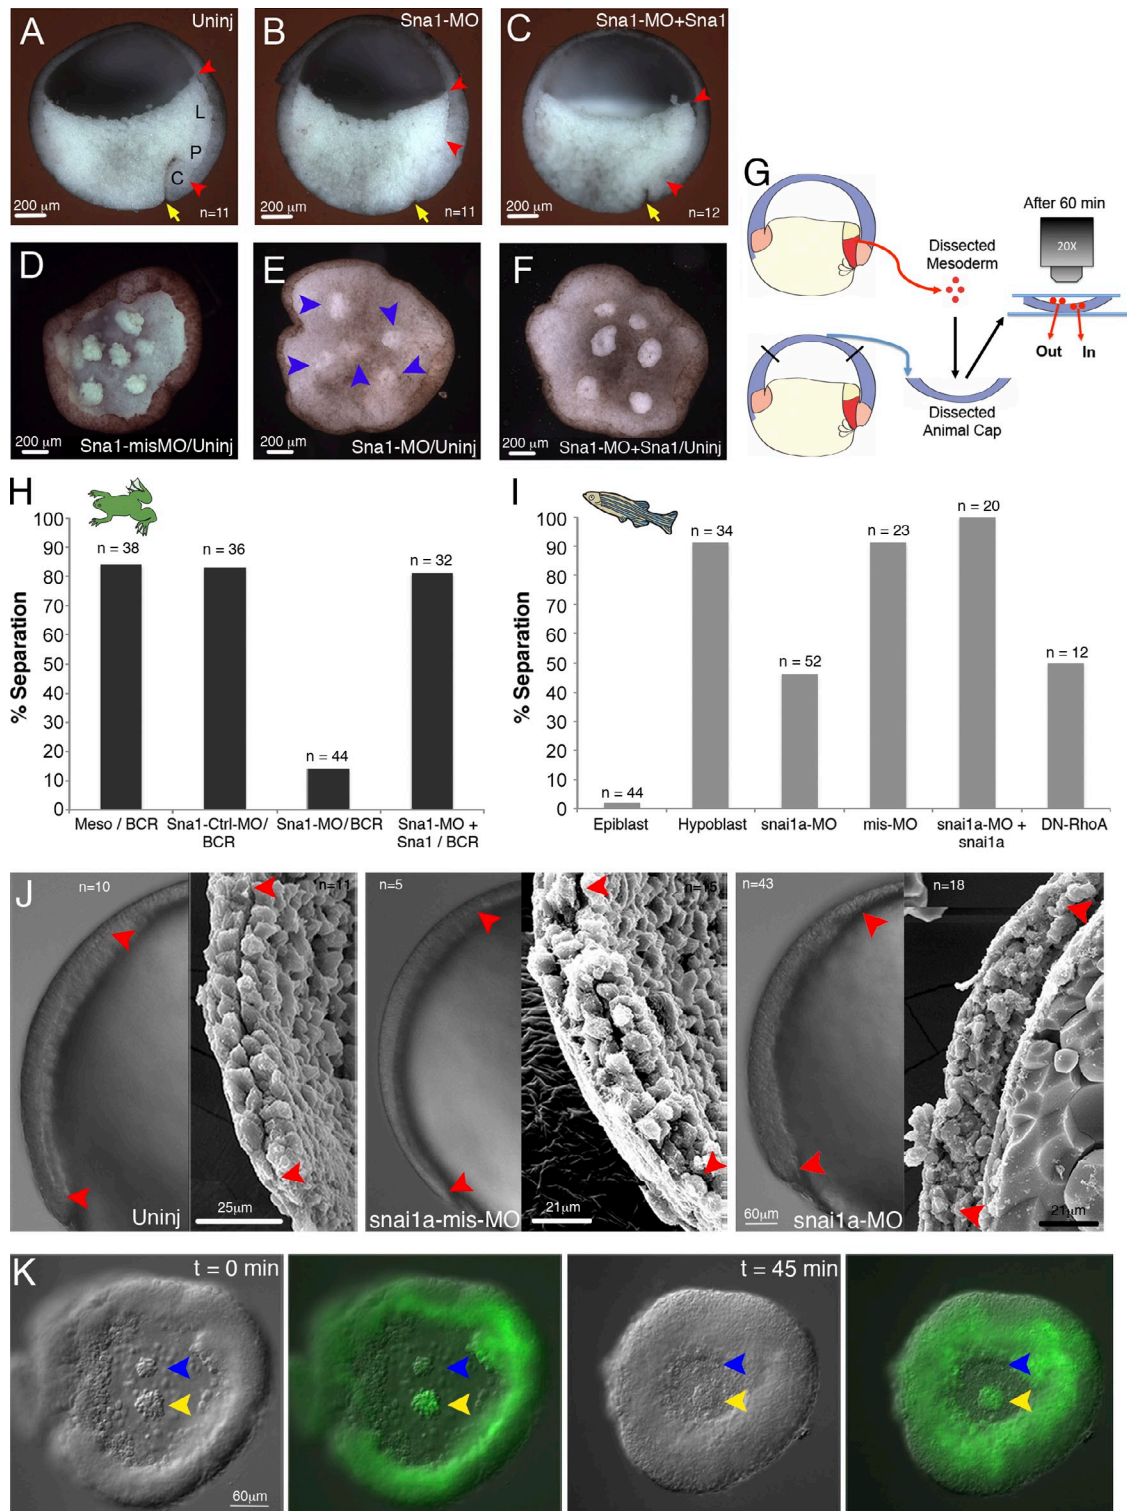 A
Uninj
L
P
C
200 µm
n=11
B
Sna1-MO
200 µm
n=11
C
Sna1-MO+Sna1
200 µm
n=12
D
200 µm
Sna1-misMO/Uninj
E
200 µm
Sna1-MO/Uninj
F
200 µm
Sna1-MO+Sna1/Uninj
G
Dissected
Mesoderm
After 60 min
20X
Out
In
Dissected
Animal Cap
H
% Separation
100
90
80
70
60
50
40
30
20
10
0
n = 38
n = 36
n = 44
n = 32
Meso / BCR
Sna1-Ctrl-MO/
BCR
Sna1-MO/BCR
Sna1-MO +
Sna1 / BCR
I
% Separation
100
90
80
70
60
50
40
30
20
10
0
n = 44
n = 34
n = 52
n = 23
n = 20
n = 12
Epiblast
Hypoblast
snai1a-MO
mis-MO
snai1a-MO +
snai1a
DN-RhoA
J
n=10
Uninj
n=11
25µm
n=5
snai1a-mis-MO
n=15
21µm
n=43
60µm
snai1a-MO
n=18
21µm
K
t = 0 min
60µm
t = 45 min